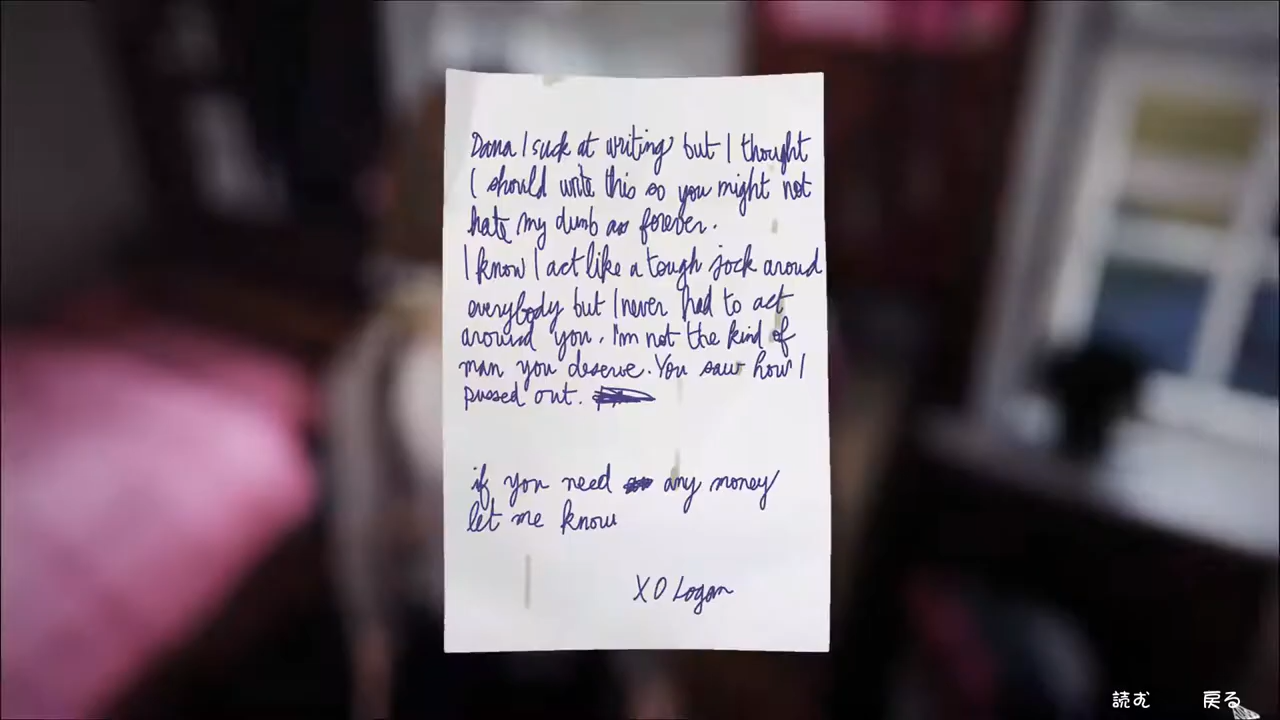 Dana I suck at writing but I thought
I should write this so you might not
hate my dumb ass forever.
I know I act like a tough jock aroud
everybody but I never had to act
around you. I'm not the kind of
man you deserve. You saw how I
pussed out.
if you need any money
let me know
XO Logan
読む 戻る